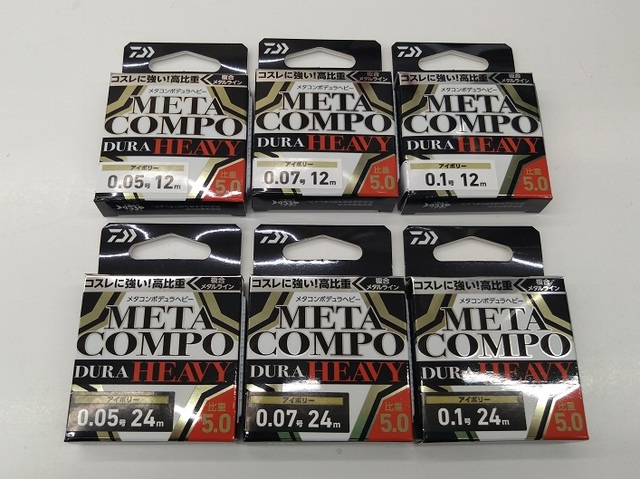 コスレに強い!高比重 複合メタルライン
メタコンポデュラヘビー
META
COMPO
DURA HEAVY
アイボリー
0.05号 12m
比重
5.0
コスレに強い!高比重 複合メタルライン
メタコンポデュラヘビー
META
COMPO
DURA HEAVY
アイボリー
0.07号 12m
比重
5.0
コスレに強い!高比重 複合メタルライン
メタコンポデュラヘビー
META
COMPO
DURA HEAVY
アイボリー
0.1号 12m
比重
5.0
コスレに強い!高比重 複合メタルライン
メタコンポデュラヘビー
META
COMPO
DURA HEAVY
アイボリー
0.05号 24m
比重
5.0
コスレに強い!高比重 複合メタルライン
メタコンポデュラヘビー
META
COMPO
DURA HEAVY
アイボリー
0.07号 24m
比重
5.0
コスレに強い!高比重 複合メタルライン
メタコンポデュラヘビー
META
COMPO
DURA HEAVY
アイボリー
0.1号 24m
比重
5.0